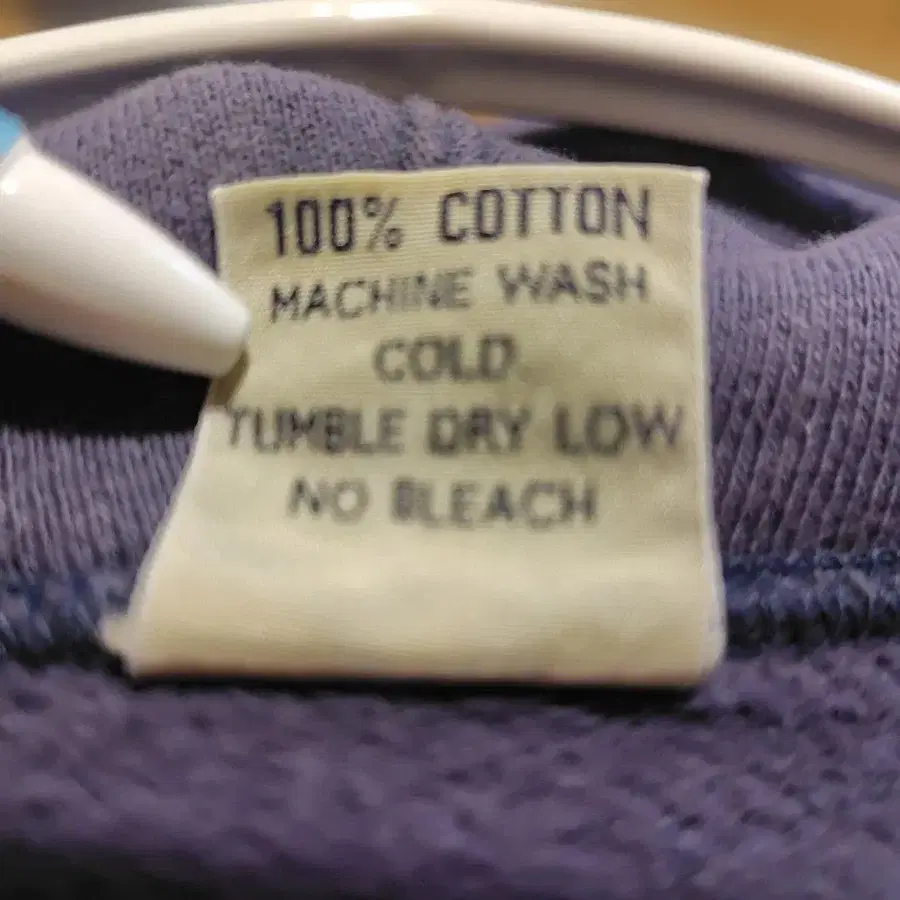 100% COTTON
MACHINE WASH
COLD
TUMBLE DRY LOW
NO BLEACH